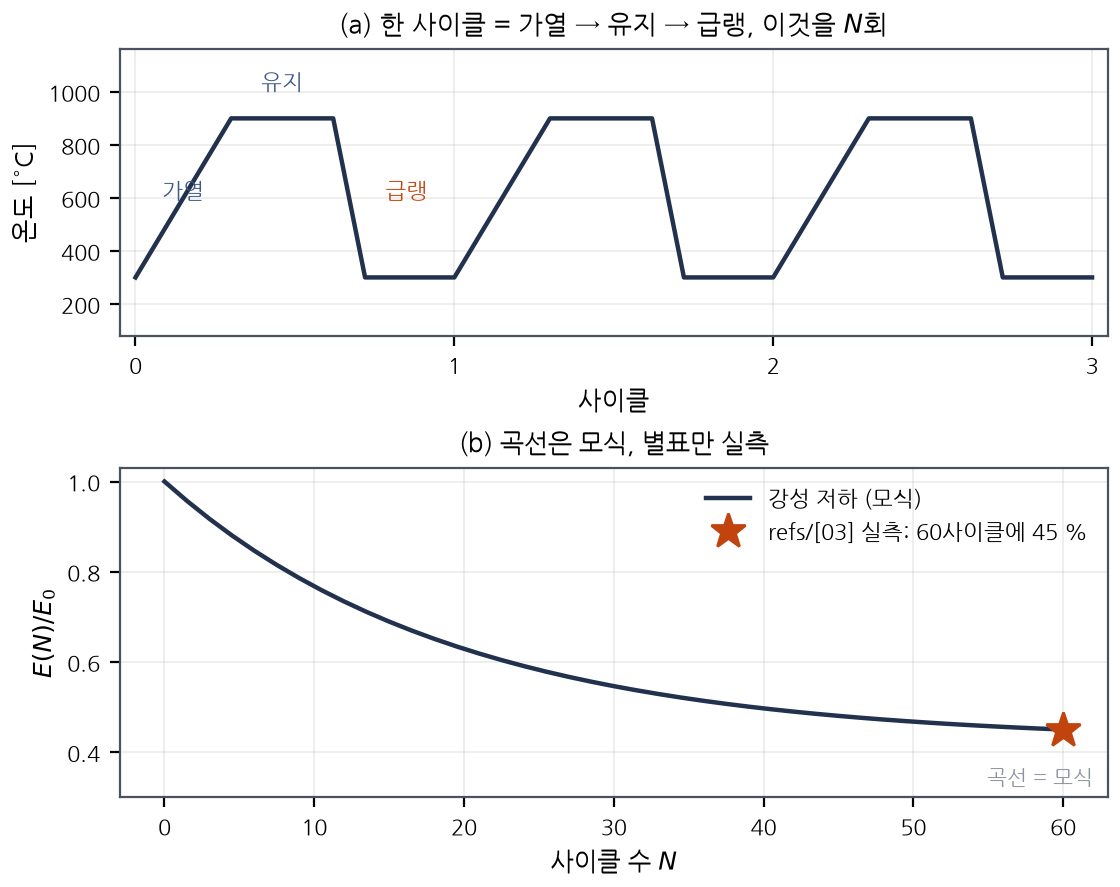 (a) 한 사이클 = 가열 → 유지 → 급랭, 이것을 N회
온도 [°C]
1000
800
600
400
200
유지
가열
급랭
0 1 2 3
사이클
(b) 곡선은 모식, 별표만 실측
E(N)/E₀
1.0
0.8
0.6
0.4
강성 저하 (모식)
refs/[03] 실측: 60사이클에 45 %
곡선 = 모식
0 10 20 30 40 50 60
사이클 수 N